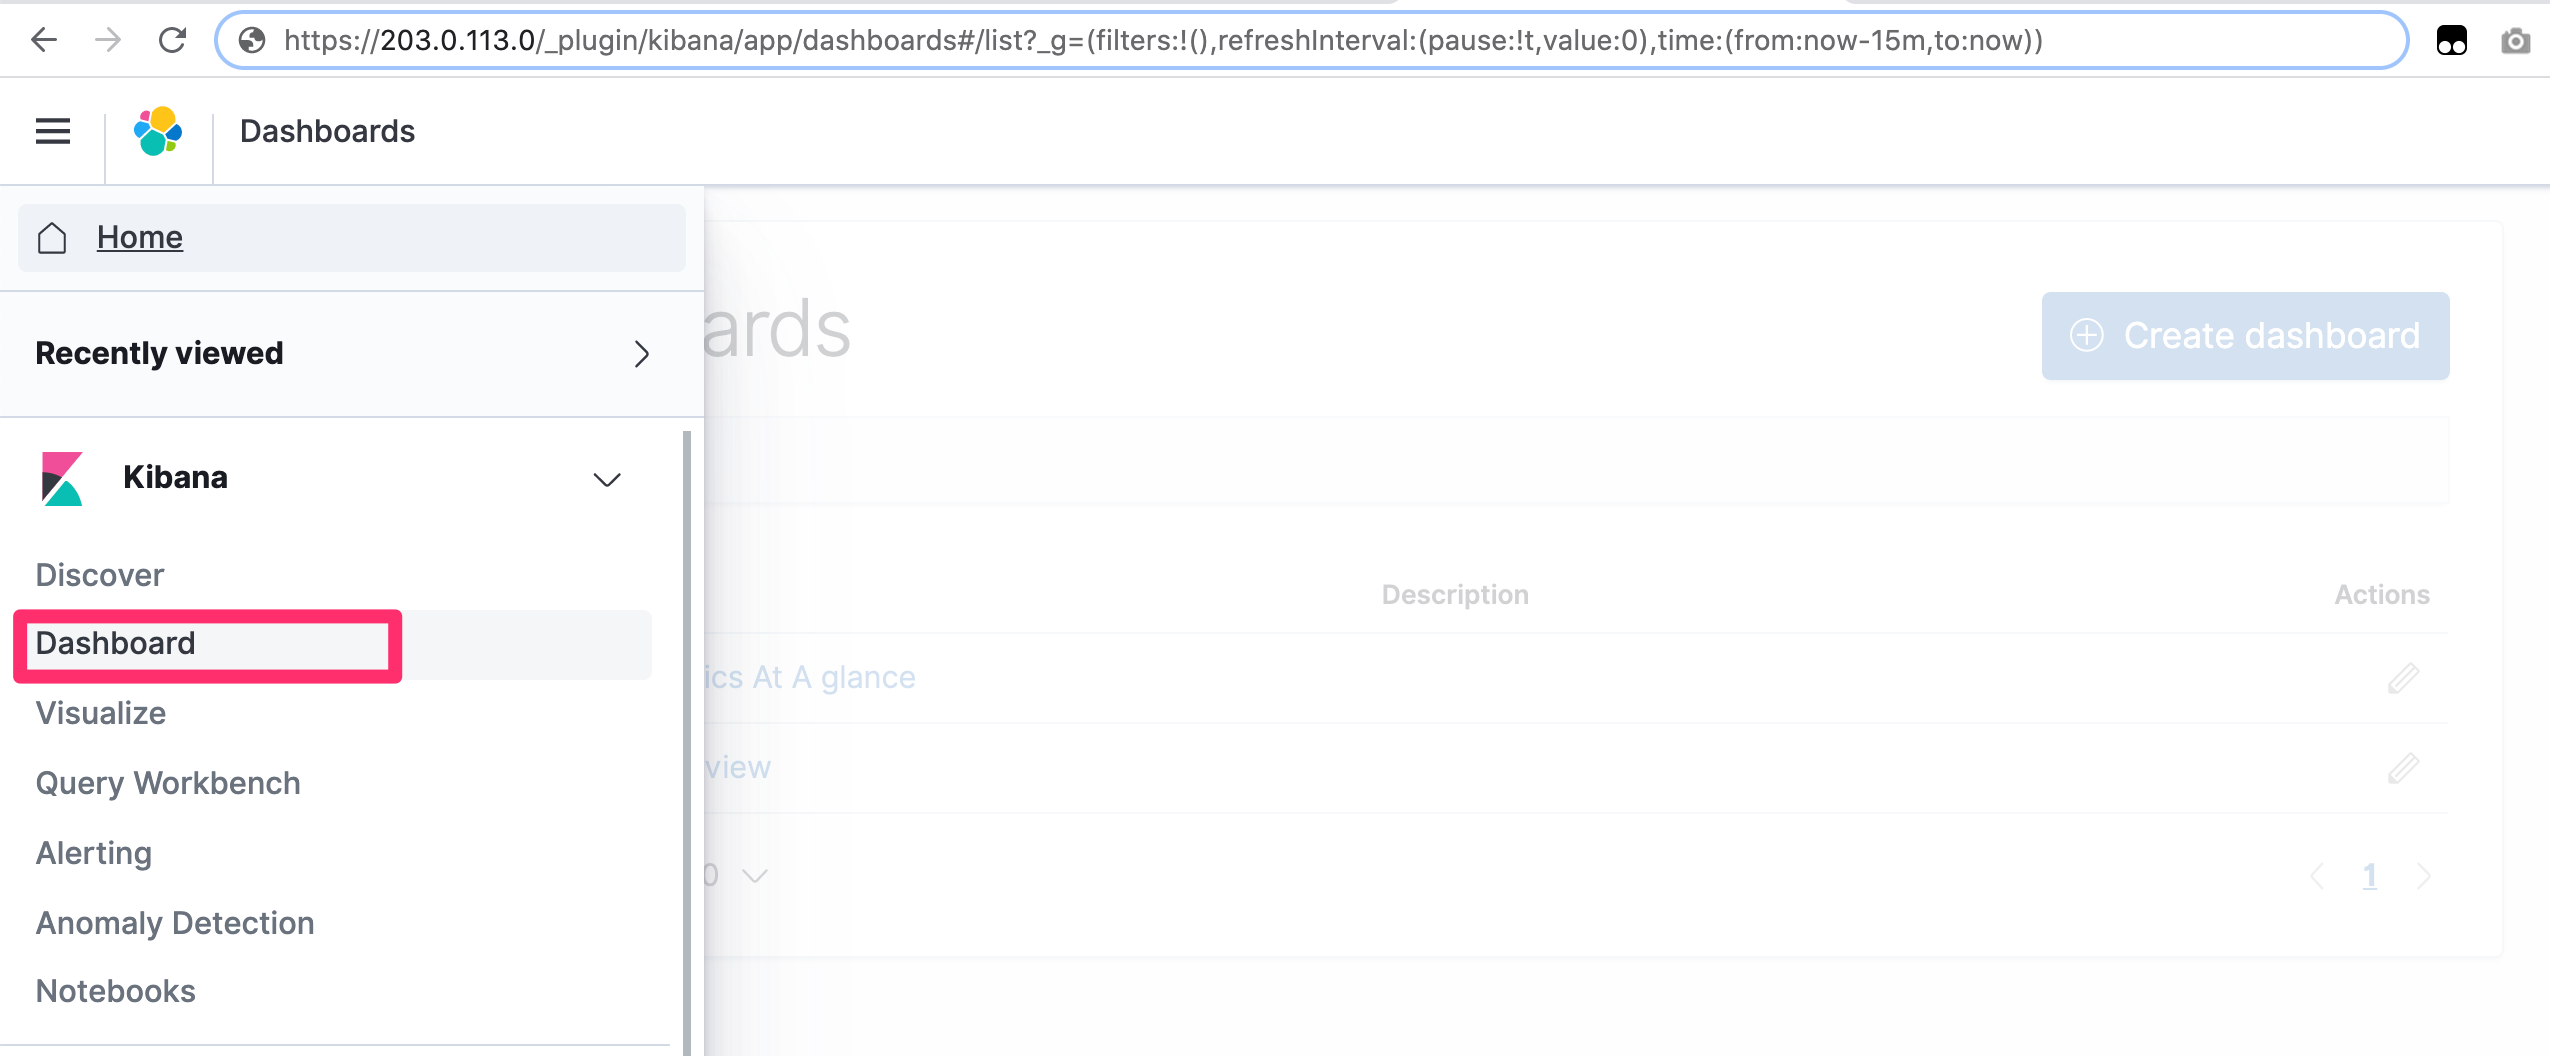 https://203.0.113.0/_plugin/kibana/app/dashboards#/list?_g=(filters:!(),refreshInterval:(pause:!t,value:0),time:(from:now-15m,to:now))
Dashboards
Home
Recently viewed
ards
Create dashboard
Kibana
Discover
Description Actions
Dashboard
ics At A glance
Visualize
view
Query Workbench
Alerting
0
1
Anomaly Detection
Notebooks